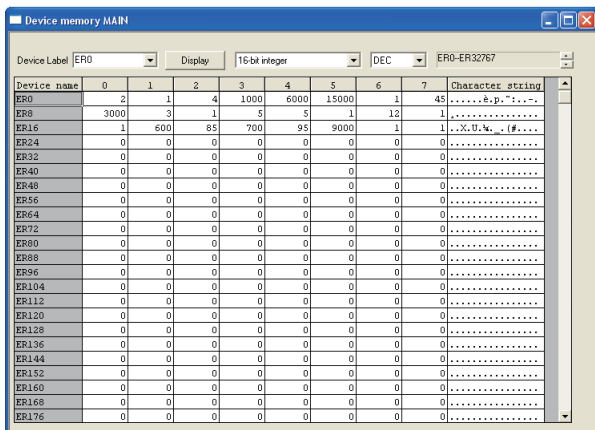 Device memory MAIN
Device Label ER0 Display 16-bit integer DEC ER0-ER32767
Device name 0 1 2 3 4 5 6 7 Character string
ER0 2 1 4 1000 6000 15000 1 45 ......è.p.˜:..-.
ER8 3000 3 1 5 5 1 12 1 ¸...............
ER16 1 600 85 700 95 9000 1 1 ..X.U.¼._.(#....
ER24 0 0 0 0 0 0 0 0 ................
ER32 0 0 0 0 0 0 0 0 ................
ER40 0 0 0 0 0 0 0 0 ................
ER48 0 0 0 0 0 0 0 0 ................
ER56 0 0 0 0 0 0 0 0 ................
ER64 0 0 0 0 0 0 0 0 ................
ER72 0 0 0 0 0 0 0 0 ................
ER80 0 0 0 0 0 0 0 0 ................
ER88 0 0 0 0 0 0 0 0 ................
ER96 0 0 0 0 0 0 0 0 ................
ER104 0 0 0 0 0 0 0 0 ................
ER112 0 0 0 0 0 0 0 0 ................
ER120 0 0 0 0 0 0 0 0 ................
ER128 0 0 0 0 0 0 0 0 ................
ER136 0 0 0 0 0 0 0 0 ................
ER144 0 0 0 0 0 0 0 0 ................
ER152 0 0 0 0 0 0 0 0 ................
ER160 0 0 0 0 0 0 0 0 ................
ER168 0 0 0 0 0 0 0 0 ................
ER176 0 0 0 0 0 0 0 0 ................